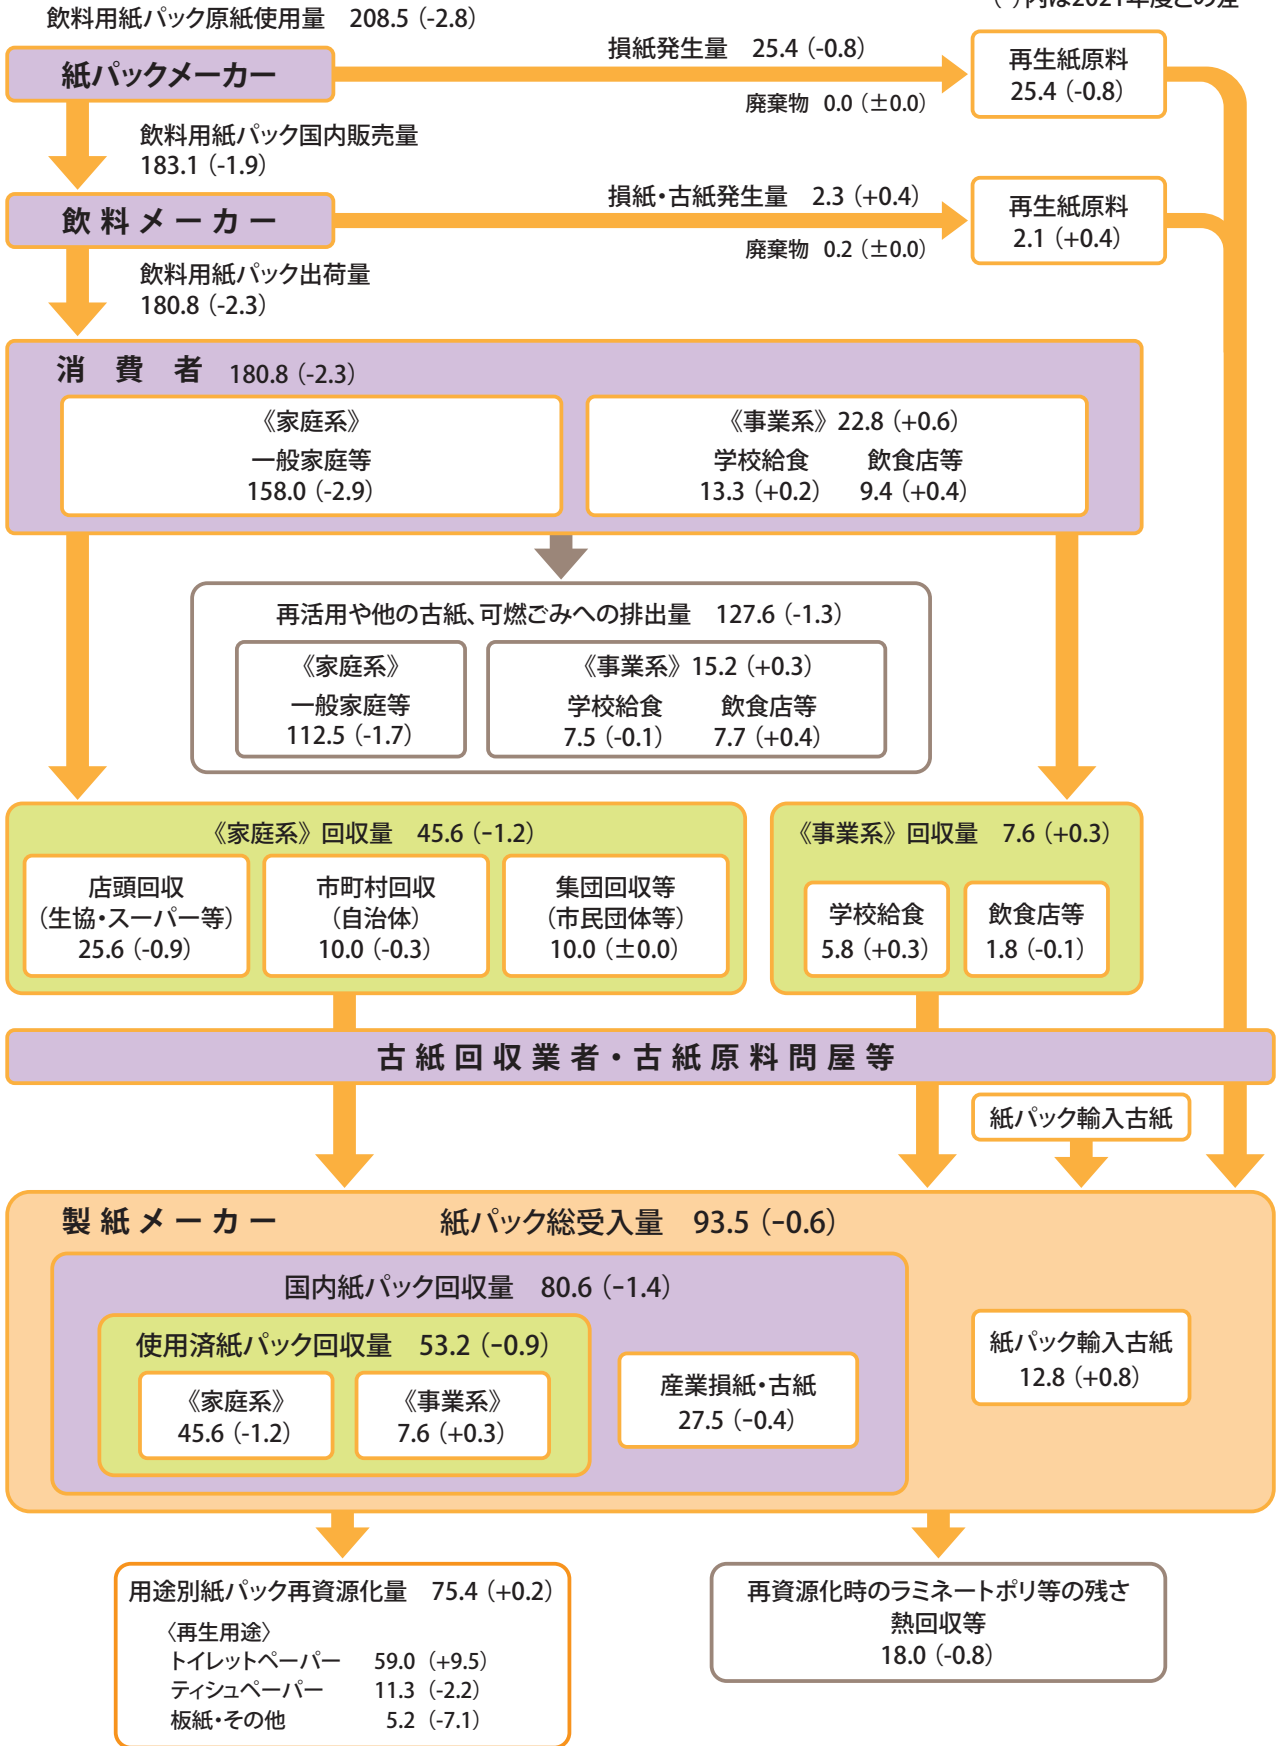 飲料用紙パック原紙使用量 208.5 (-2.8)
( )内は2021年度との差
紙パックメーカー
損紙発生量 25.4 (-0.8)
廃棄物 0.0 (±0.0)
再生紙原料
25.4 (-0.8)
飲料用紙パック国内販売量
183.1 (-1.9)
飲料メーカー
損紙・古紙発生量 2.3 (+0.4)
廃棄物 0.2 (±0.0)
再生紙原料
2.1 (+0.4)
飲料用紙パック出荷量
180.8 (-2.3)
消費者 180.8 (-2.3)
《家庭系》
一般家庭等
158.0 (-2.9)
《事業系》22.8 (+0.6)
学校給食 飲食店等
13.3 (+0.2) 9.4 (+0.4)
再活用や他の古紙、可燃ごみへの排出量 127.6 (-1.3)
《家庭系》
一般家庭等
112.5 (-1.7)
《事業系》15.2 (+0.3)
学校給食 飲食店等
7.5 (-0.1) 7.7 (+0.4)
《家庭系》回収量 45.6 (-1.2)
店頭回収
(生協・スーパー等)
25.6 (-0.9)
市町村回収
(自治体)
10.0 (-0.3)
集団回収等
(市民団体等)
10.0 (±0.0)
《事業系》回収量 7.6 (+0.3)
学校給食
5.8 (+0.3)
飲食店等
1.8 (-0.1)
古紙回収業者・古紙原料問屋等
紙パック輸入古紙
製紙メーカー 紙パック総受入量 93.5 (-0.6)
国内紙パック回収量 80.6 (-1.4)
使用済紙パック回収量 53.2 (-0.9)
《家庭系》
45.6 (-1.2)
《事業系》
7.6 (+0.3)
産業損紙・古紙
27.5 (-0.4)
紙パック輸入古紙
12.8 (+0.8)
用途別紙パック再資源化量 75.4 (+0.2)
〈再生用途〉
トイレットペーパー 59.0 (+9.5)
ティシュペーパー 11.3 (-2.2)
板紙・その他 5.2 (-7.1)
再資源化時のラミネートポリ等の残さ
熱回収等
18.0 (-0.8)